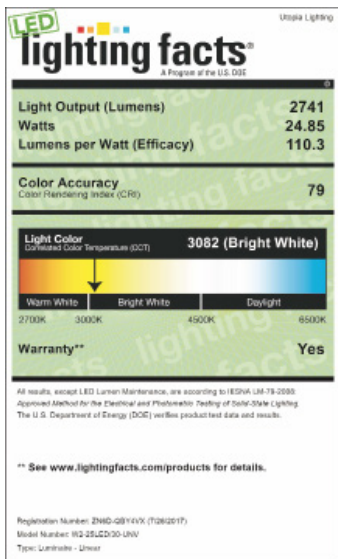 Utopia Lighting
LED
lighting facts®
A Program of the U.S. DOE
Light Output (Lumens) 2741
Watts 24.85
Lumens per Watt (Efficacy) 110.3
Color Accuracy
Color Rendering Index (CRI) 79
Light Color
Correlated Color Temperature (CCT) 3082 (Bright White)
Warm White Bright White Daylight
2700K 3000K 4500K 6500K
Warranty** Yes
All results, except LED Lumen Maintenance, are according to IESNA LM-79-2008:
Approved Method for the Electrical and Photometric Testing of Solid-State Lighting.
The U.S. Department of Energy (DOE) verifies product test data and results.
** See www.lightingfacts.com/products for details.
Registration Number: (7/26/2017)
Model Number: W2-25LED/30-UNV
Type: Luminaire - Linear